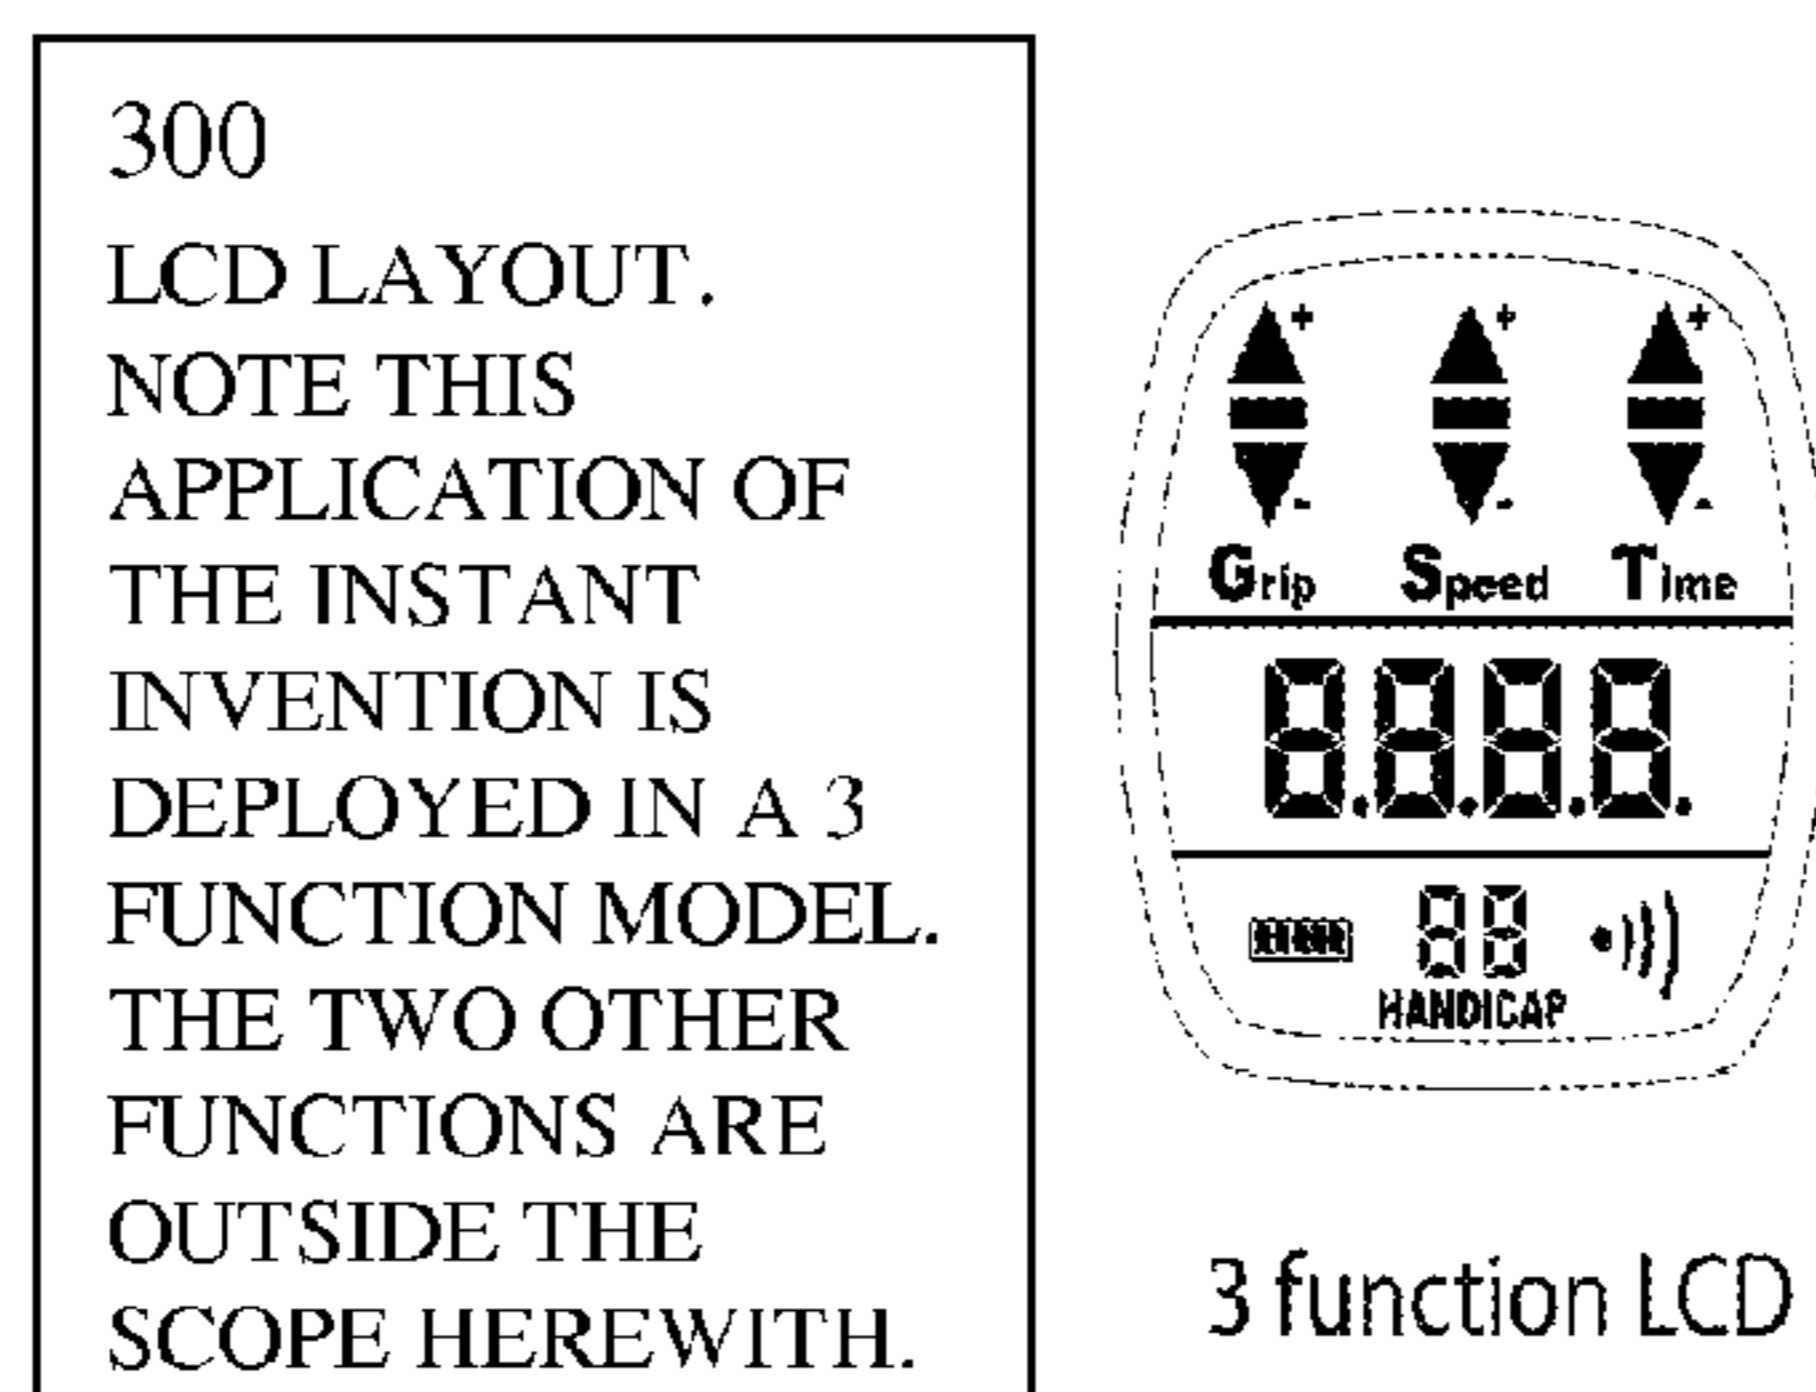 300
LCD LAYOUT.
NOTE THIS
APPLICATION OF
THE INSTANT
INVENTION IS
DEPLOYED IN A 3
FUNCTION MODEL.
THE TWO OTHER
FUNCTIONS ARE
OUTSIDE THE
SCOPE HEREWITH.
+ + +
- - -
Grip Speed Time
8.8.8.8.
88
HANDICAP
3 function LCD